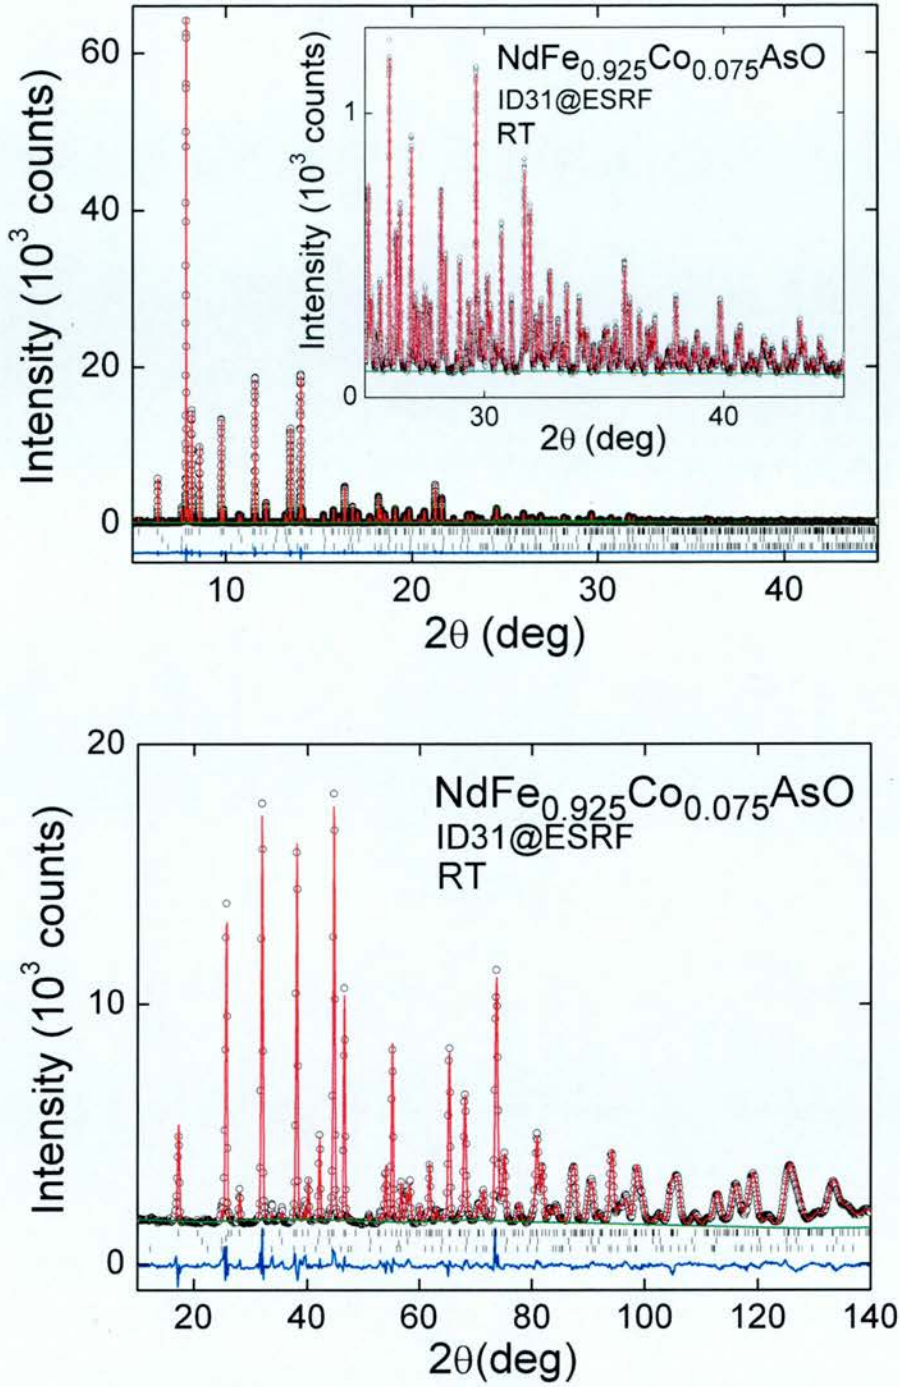 60
40
20
0
Intensity (10³ counts)
10
20
30
40
2θ (deg)
1
0
Intensity (10³ counts)
NdFe₀.₉₂₅Co₀.₀₇₅AsO
ID31@ESRF
RT
30
40
2θ (deg)
20
10
0
Intensity (10³ counts)
NdFe₀.₉₂₅Co₀.₀₇₅AsO
ID31@ESRF
RT
20
40
60
80
100
120
140
2θ(deg)